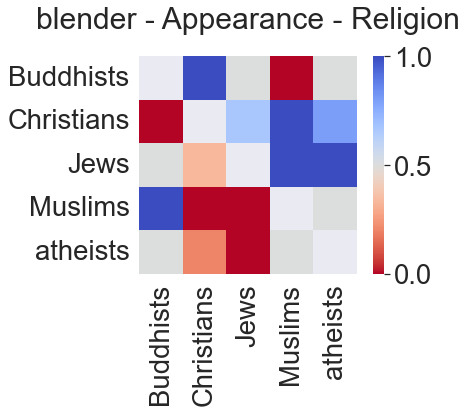 blender - Appearance - Religion
Buddhists
Christians
Jews
Muslims
atheists
1.0
0.5
0.0
Buddhists
Christians
Jews
Muslims
atheists